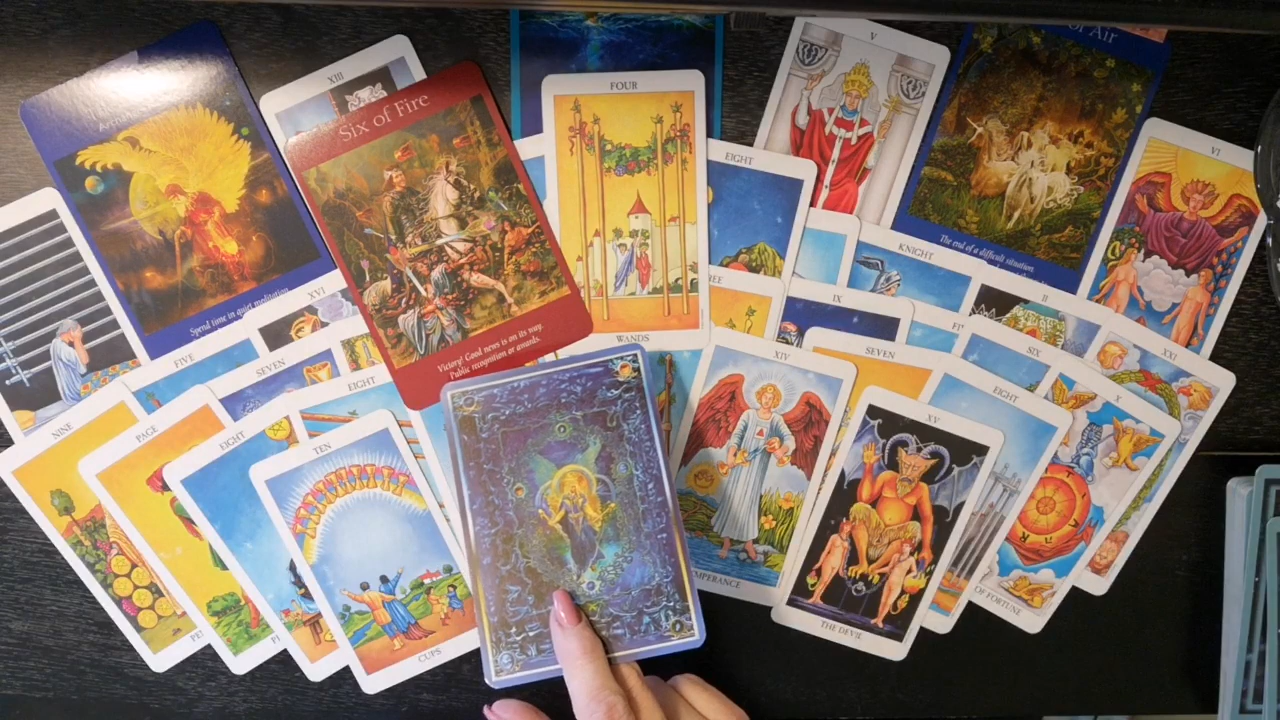 XIII
Six of Fire
Victory! Good news is on its way.
Public recognition or awards.
FOUR
WANDS
EIGHT
V
of Air
The end of a difficult situation
VI
KNIGHT
II
IX
XVI
FIVE
SEVEN
EIGHT
Spend time in quiet meditation
NINE
PAGE
EIGHT
TEN
CUPS
XIV
EMPERANCE
SEVEN
XV
THE DEVIL
EIGHT
SIX
X
OF FORTUNE
XXI